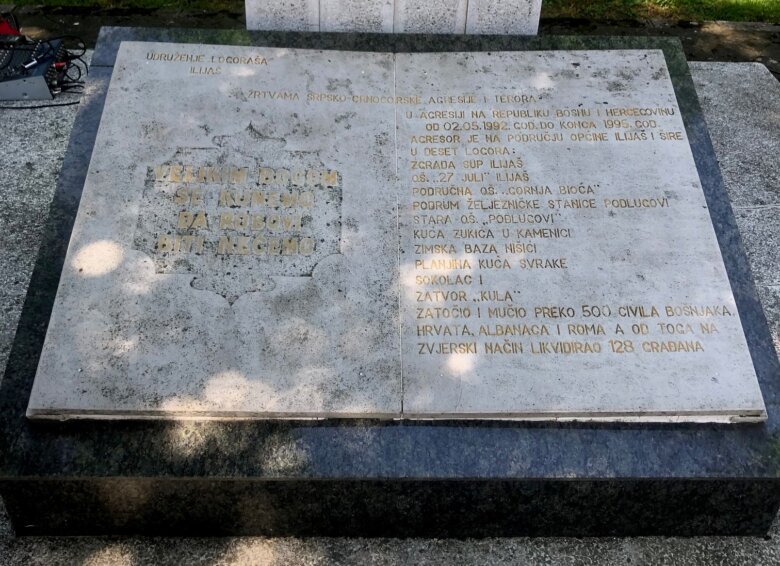 UDRUŽENJE LOGORAŠA
ILIJAŠ
ŽRTVAMA SRPSKO CRNOGORSKE AGRESIJE I TERORA
VELIKIM BOGOM
SE KUNEMO
DA ROBOVI
BITI NEĆEMO
U AGRESIJI NA REPUBLIKU BOSNU I HERCEGOVINU
OD 02.05.1992. GOD. DO KONCA 1995. GOD.
AGRESOR JE NA PODRUČJU OPĆINE ILIJAŠ I ŠIRE
U DESET LOGORA:
ZGRADA SUP ILIJAŠ
OŠ. „27 JULI" ILIJAŠ
PODRUČNA OŠ. „GORNJA BIOČA"
PODRUM ŽELJEZNIČKE STANICE PODLUGOVI
STARA OŠ. „PODLUGOVI"
KUĆA ZUKIĆA U KAMENICI
ZIMSKA BAZA NIŠIĆI
PLANJINA KUĆA SVRAKE
SOKOLAC I
ZATVOR „KULA"
ZATOČIO I MUČIO PREKO 500 CIVILA BOŠNJAKA,
HRVATA, ALBANACA I ROMA A OD TOGA NA
ZVJERSKI NAČIN LIKVIDIRAO 128 GRAĐANA